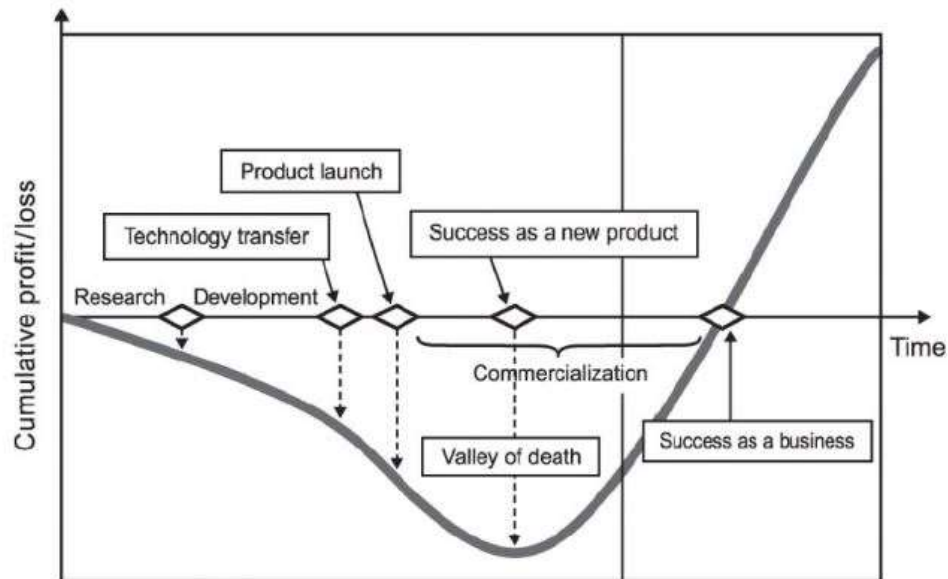 Product launch
Technology transfer
Success as a new product
Research
Development
Time
Commercialization
Valley of death
Success as a business
Cumulative profit/loss